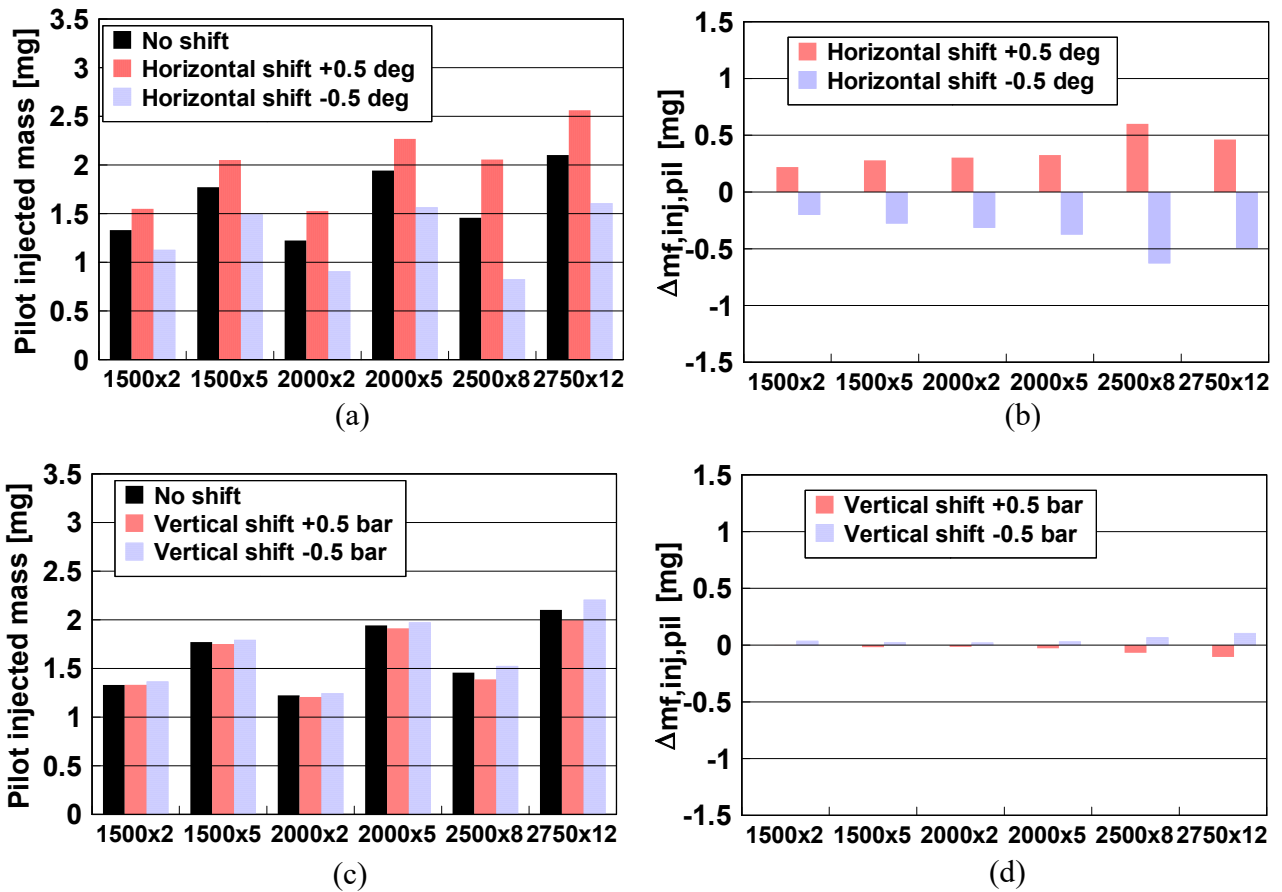 Pilot injected mass [mg]
3.5
3
2.5
2
1.5
1
0.5
0
No shift
Horizontal shift +0.5 deg
Horizontal shift -0.5 deg
1500x2 1500x5 2000x2 2000x5 2500x8 2750x12
(a)
Δmf,inj,pil [mg]
1.5
1
0.5
0
-0.5
-1
-1.5
Horizontal shift +0.5 deg
Horizontal shift -0.5 deg
1500x2 1500x5 2000x2 2000x5 2500x8 2750x12
(b)
Pilot injected mass [mg]
3.5
3
2.5
2
1.5
1
0.5
0
No shift
Vertical shift +0.5 bar
Vertical shift -0.5 bar
1500x2 1500x5 2000x2 2000x5 2500x8 2750x12
(c)
Δmf,inj,pil [mg]
1.5
1
0.5
0
-0.5
-1
-1.5
Vertical shift +0.5 bar
Vertical shift -0.5 bar
1500x2 1500x5 2000x2 2000x5 2500x8 2750x12
(d)